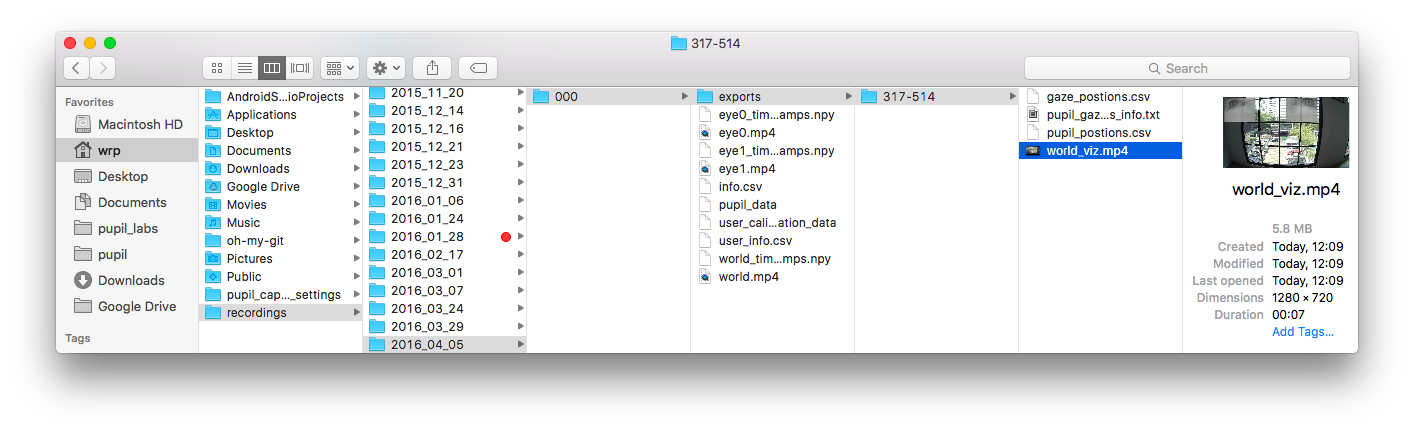 317-514
Search
Favorites
Macintosh HD
wrp
Desktop
Documents
pupil_labs
pupil
Downloads
Google Drive
Tags
AndroidS...ioProjects
Applications
Desktop
Documents
Downloads
Google Drive
Movies
Music
oh-my-git
Pictures
Public
pupil_cap..._settings
recordings
2015_11_20
2015_12_14
2015_12_16
2015_12_21
2015_12_23
2015_12_31
2016_01_06
2016_01_24
2016_01_28
2016_02_17
2016_03_01
2016_03_07
2016_03_24
2016_03_29
2016_04_05
000
exports
eye0_tim...amps.npy
eye0.mp4
eye1_tim...amps.npy
eye1.mp4
info.csv
pupil_data
user_cali...ation_data
user_info.csv
world_tim...mps.npy
world.mp4
317-514
gaze_postions.csv
pupil_gaz...s_info.txt
pupil_postions.csv
world_viz.mp4
world_viz.mp4
5.8 MB
Created Today, 12:09
Modified Today, 12:09
Last opened Today, 12:09
Dimensions 1280 × 720
Duration 00:07
Add Tags...